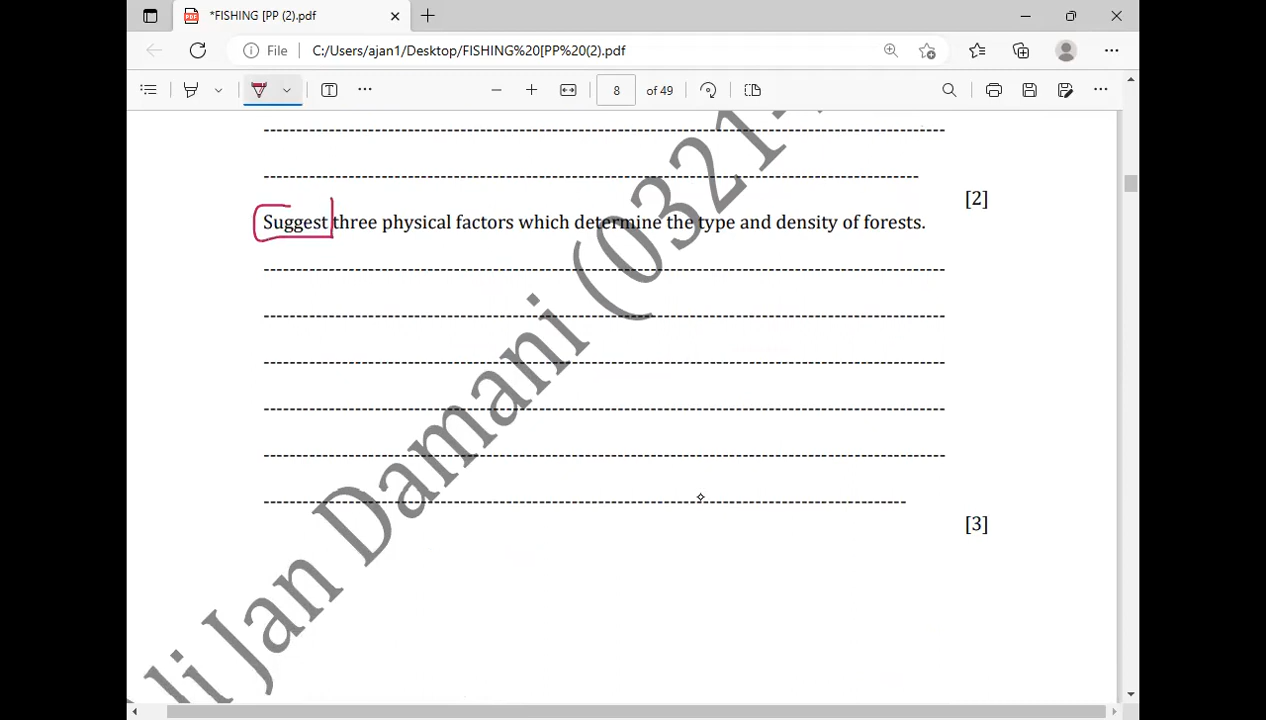 *FISHING [PP (2).pdf
File C:/Users/ajan1/Desktop/FISHING%20[PP%20(2).pdf
8 of 49
[2]
Suggest three physical factors which determine the type and density of forests.
[3]
li Jan Damani (0321-